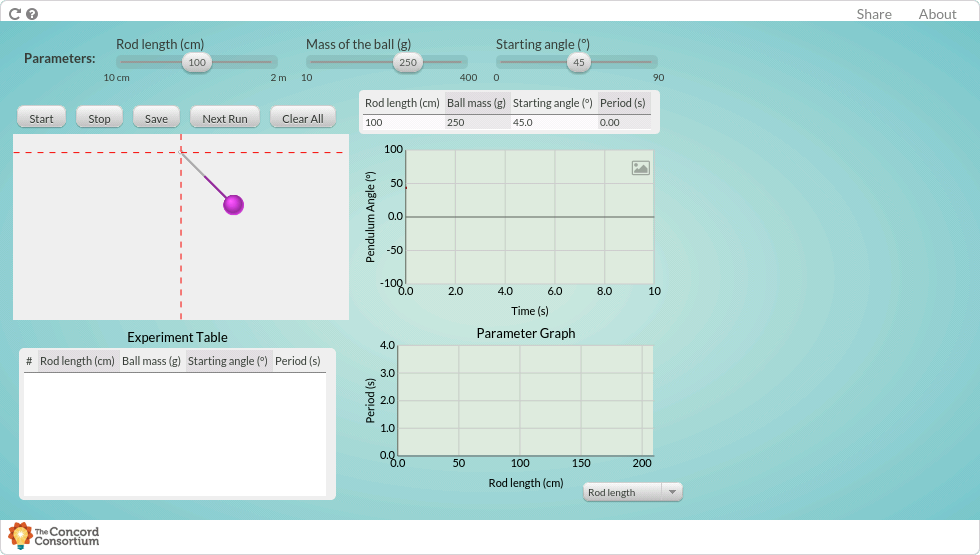 Share About
Parameters:
Rod length (cm) Mass of the ball (g) Starting angle (°)
100 250 45
10 cm 2 m 10 400 0 90
Start Stop Save Next Run Clear All
Rod length (cm) Ball mass (g) Starting angle (°) Period (s)
100 250 45.0 0.00
Pendulum Angle (°)
100
50
0.0
-50
-100
0.0 2.0 4.0 6.0 8.0 10
Time (s)
Experiment Table
# Rod length (cm) Ball mass (g) Starting angle (°) Period (s)
Parameter Graph
Period (s)
4.0
3.0
2.0
1.0
0.0
0.0 50 100 150 200
Rod length (cm)
Rod length
The Concord
Consortium